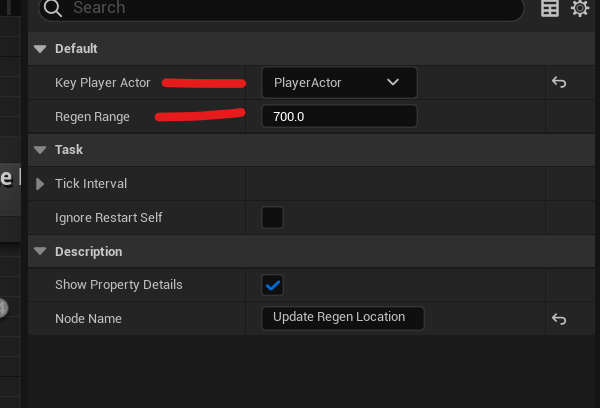 Search
Default
Key Player Actor PlayerActor
Regen Range 700.0
Task
Tick Interval
Ignore Restart Self
Description
Show Property Details
Node Name Update Regen Location